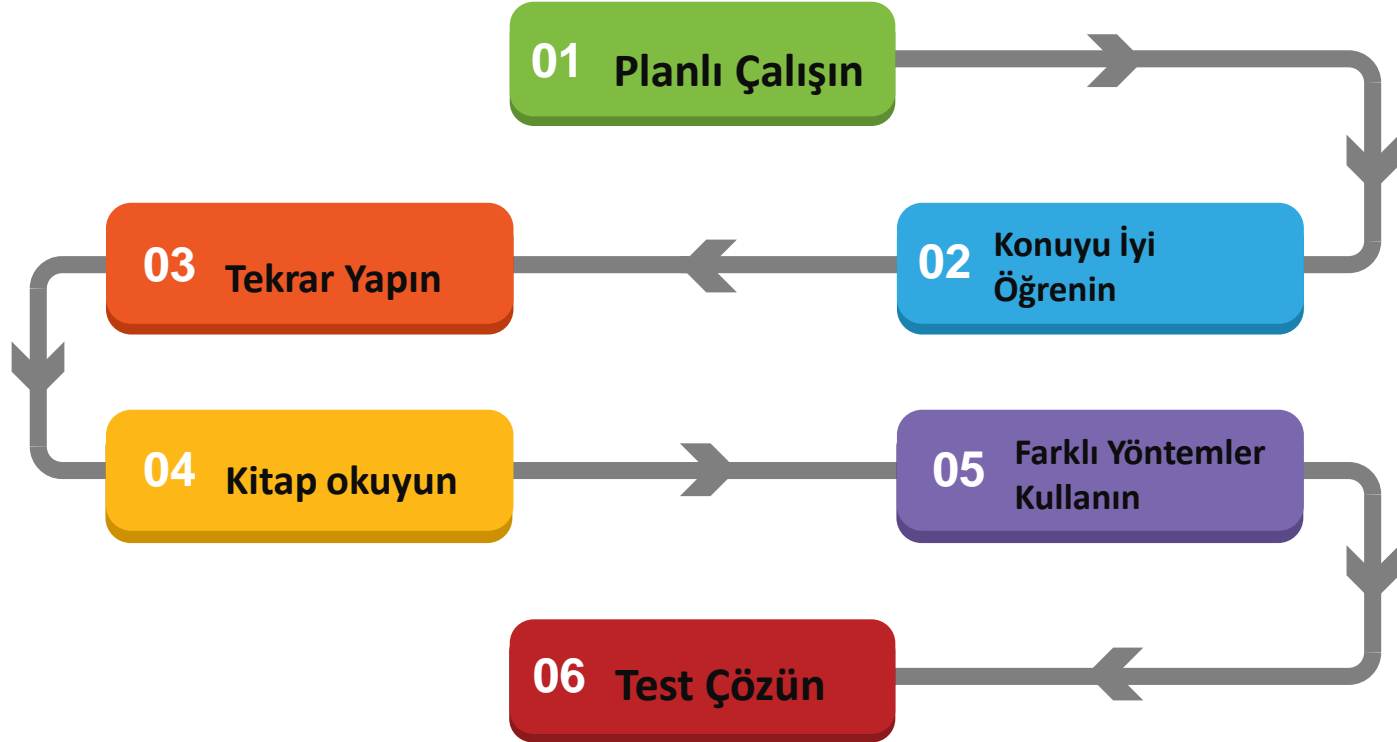 01 Planlı Çalışın
02 Konuyu İyi
Öğrenin
03 Tekrar Yapın
04 Kitap okuyun
05 Farklı Yöntemler
Kullanın
06 Test Çözün